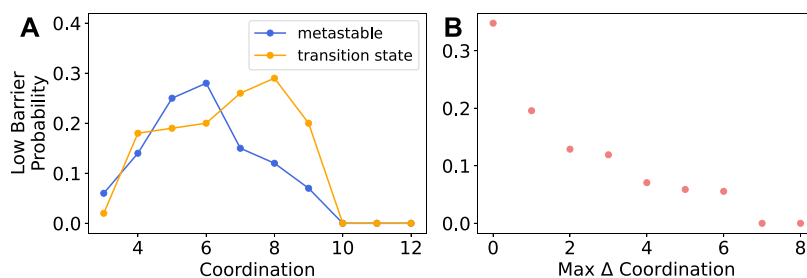 A
0.4
0.3
0.2
0.1
0.0
Low Barrier
Probability
metastable
transition state
4 6 8 10 12
Coordination
B
0.3
0.2
0.1
0.0
0 2 4 6 8
Max Δ Coordination